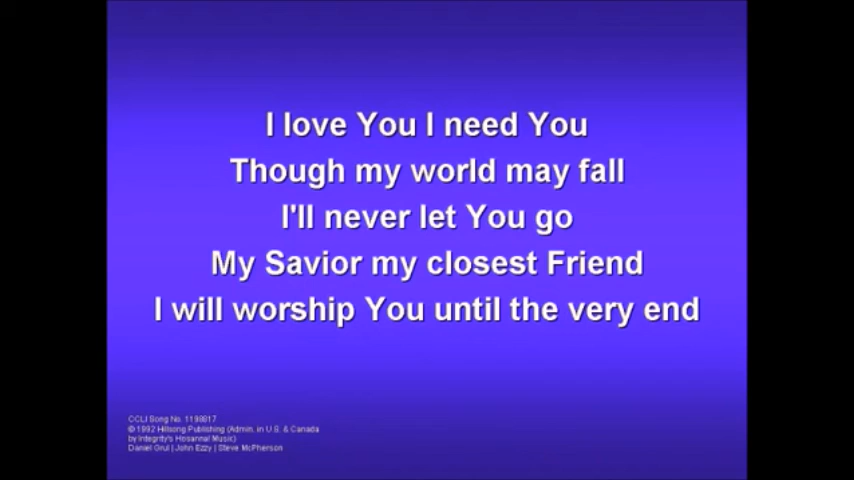 I love You I need You
Though my world may fall
I'll never let You go
My Savior my closest Friend
I will worship You until the very end
CCLI Song No. 1198817
© 1992 Hillsong Publishing (Admin. in U.S. & Canada
by Integrity's Hosanna! Music)
Daniel Grul | John Ezzy | Steve McPherson